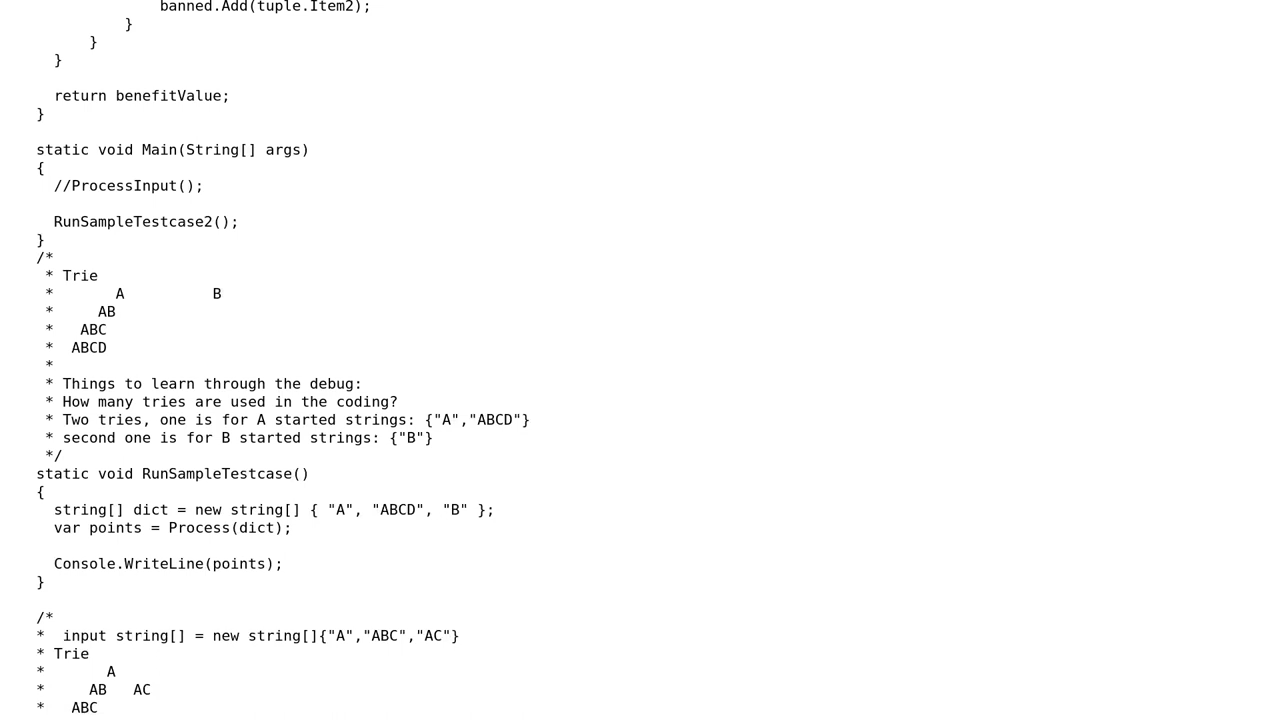 banned.Add(tuple.Item2);
          }
      }
  }

  return benefitValue;
}

static void Main(String[] args)
{
  //ProcessInput();

  RunSampleTestcase2();
}
/*
 * Trie
 *       A          B
 *     AB
 *   ABC
 *  ABCD
 *
 * Things to learn through the debug:
 * How many tries are used in the coding?
 * Two tries, one is for A started strings: {"A","ABCD"}
 * second one is for B started strings: {"B"}
 */
static void RunSampleTestcase()
{
  string[] dict = new string[] { "A", "ABCD", "B" };
  var points = Process(dict);

  Console.WriteLine(points);
}

/*
*  input string[] = new string[]{"A","ABC","AC"}
* Trie
*       A
*     AB   AC
*   ABC